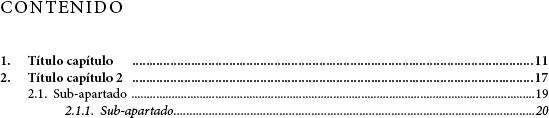 CONTENIDO
1. Título capítulo ........................................................................................................ 11
2. Título capítulo 2 ........................................................................................................ 17
2.1. Sub-apartado ........................................................................................................ 19
2.1.1. Sub-apartado........................................................................................................ 20